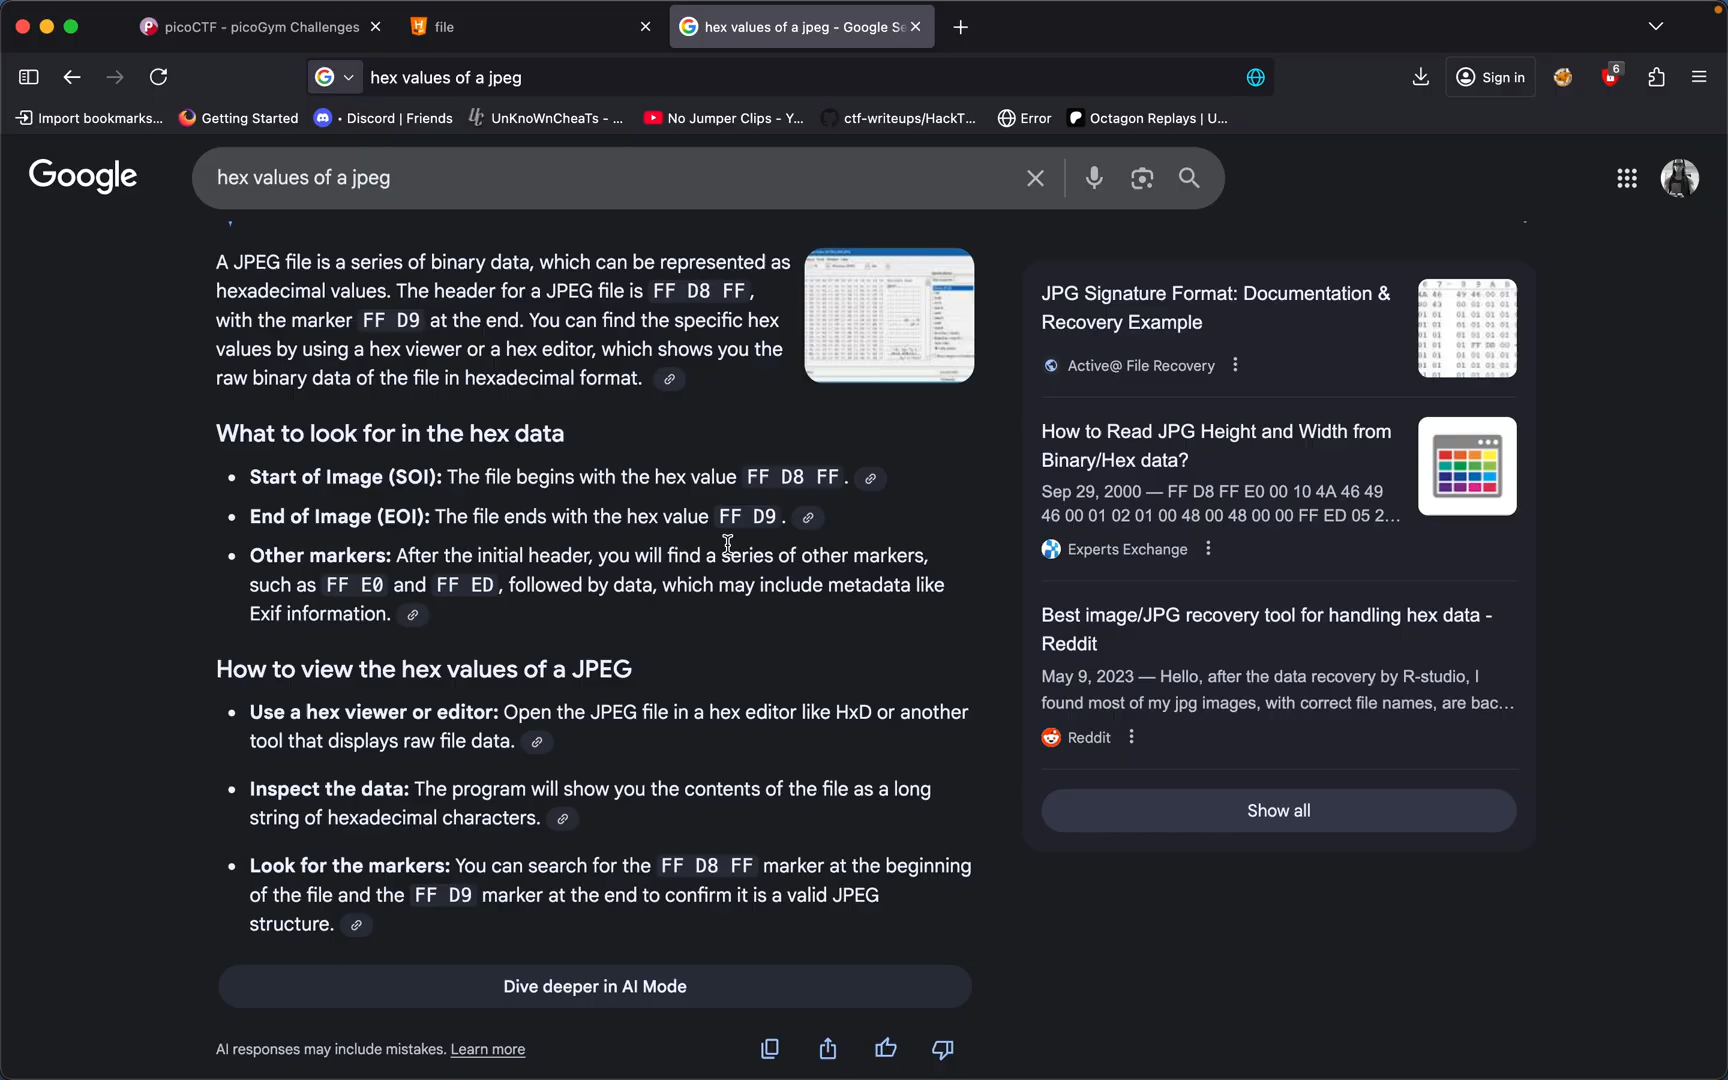 picoCTF - picoGym Challenges
file
hex values of a jpeg - Google Se
hex values of a jpeg
Sign in
6
Import bookmarks...
Getting Started
• Discord | Friends
UnKnoWnCheaTs - ...
No Jumper Clips - Y...
ctf-writeups/HackT...
Error
Octagon Replays | U...
Google
hex values of a jpeg
A JPEG file is a series of binary data, which can be represented as
hexadecimal values. The header for a JPEG file is FF D8 FF,
with the marker FF D9 at the end. You can find the specific hex
values by using a hex viewer or a hex editor, which shows you the
raw binary data of the file in hexadecimal format.
What to look for in the hex data
• Start of Image (SOI): The file begins with the hex value FF D8 FF.
• End of Image (EOI): The file ends with the hex value FF D9.
• Other markers: After the initial header, you will find a series of other markers,
such as FF E0 and FF ED, followed by data, which may include metadata like
Exif information.
How to view the hex values of a JPEG
• Use a hex viewer or editor: Open the JPEG file in a hex editor like HxD or another
tool that displays raw file data.
• Inspect the data: The program will show you the contents of the file as a long
string of hexadecimal characters.
• Look for the markers: You can search for the FF D8 FF marker at the beginning
of the file and the FF D9 marker at the end to confirm it is a valid JPEG
structure.
Dive deeper in AI Mode
AI responses may include mistakes. Learn more
JPG Signature Format: Documentation &
Recovery Example
Active@ File Recovery
How to Read JPG Height and Width from
Binary/Hex data?
Sep 29, 2000 — FF D8 FF E0 00 10 4A 46 49
46 00 01 02 01 00 48 00 48 00 00 FF ED 05 2...
Experts Exchange
Best image/JPG recovery tool for handling hex data -
Reddit
May 9, 2023 — Hello, after the data recovery by R-studio, I
found most of my jpg images, with correct file names, are bac...
Reddit
Show all